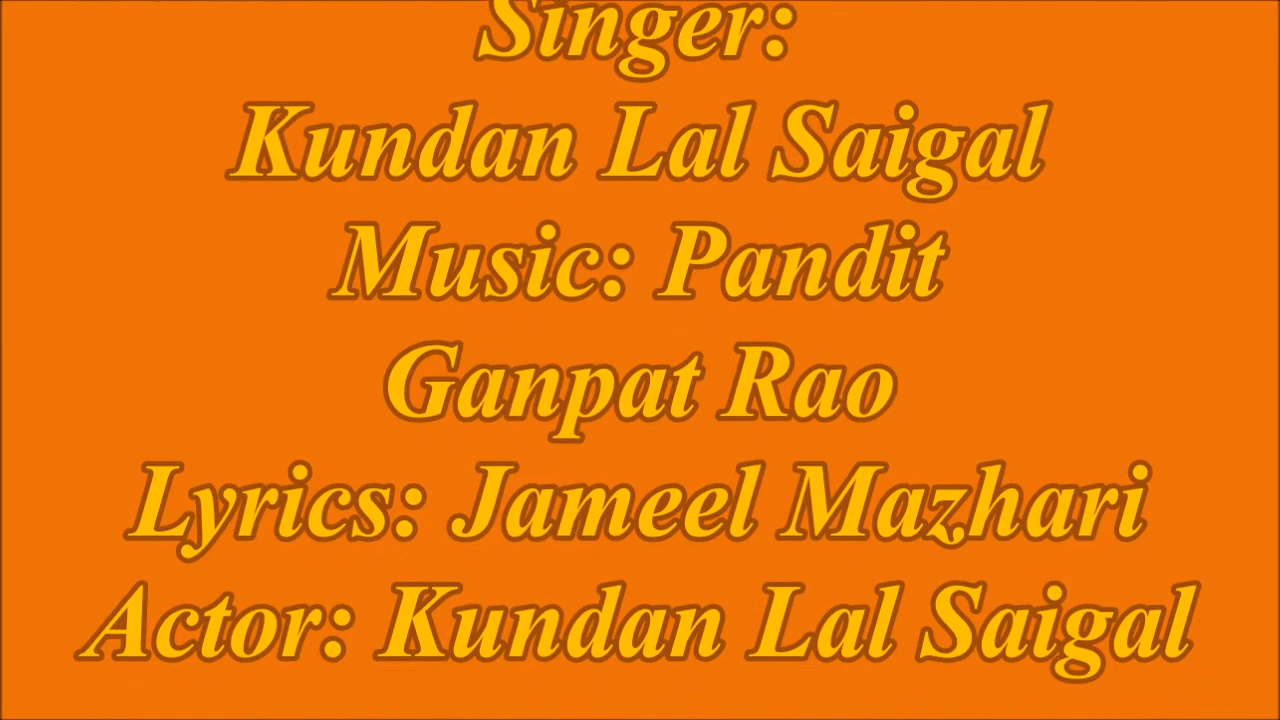 Singer:
Kundan Lal Saigal
Music: Pandit
Ganpat Rao
Lyrics: Jameel Mazhari
Actor: Kundan Lal Saigal